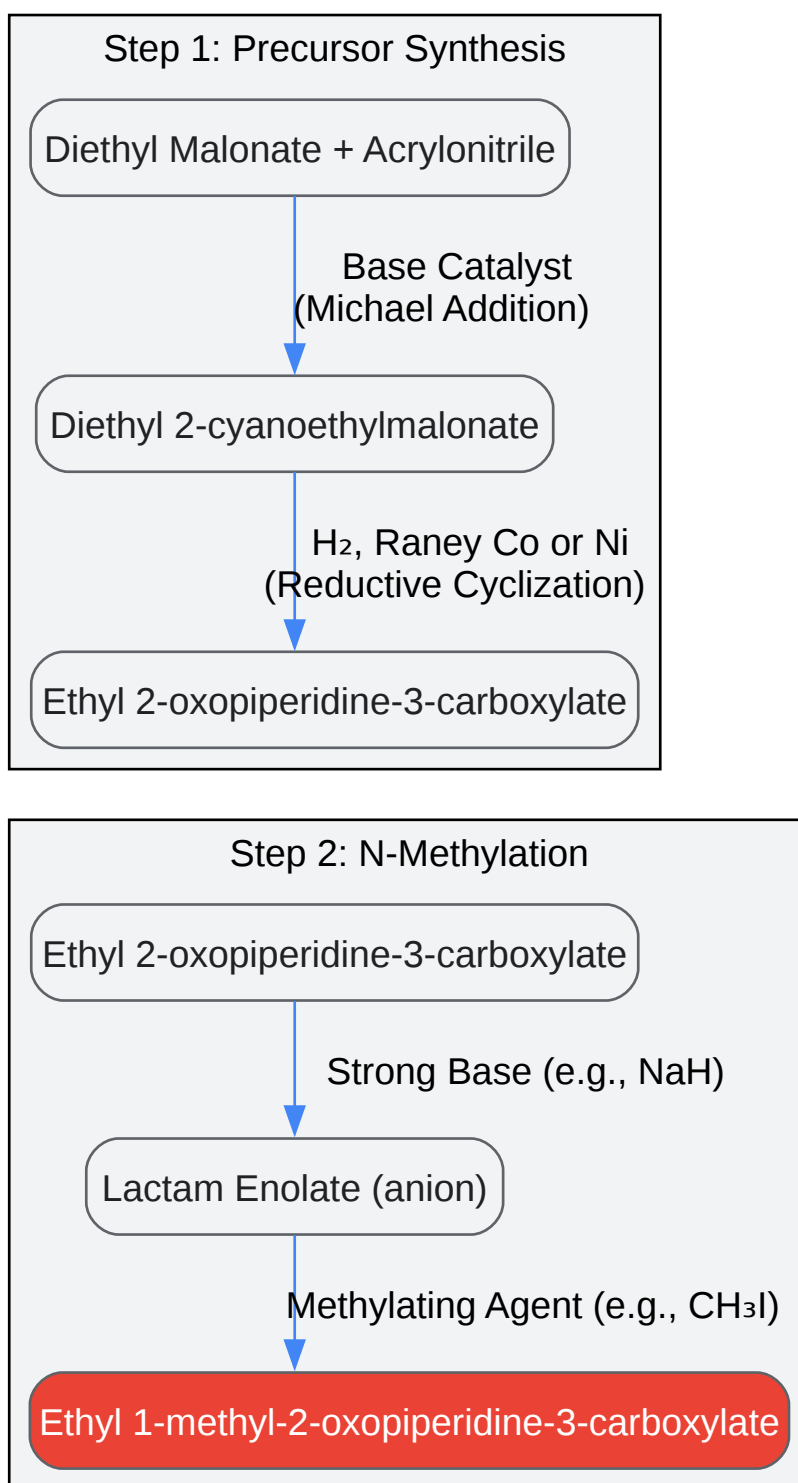 Step 1: Precursor Synthesis
Diethyl Malonate + Acrylonitrile
Base Catalyst
(Michael Addition)
Diethyl 2-cyanoethylmalonate
H₂, Raney Co or Ni
(Reductive Cyclization)
Ethyl 2-oxopiperidine-3-carboxylate
Step 2: N-Methylation
Ethyl 2-oxopiperidine-3-carboxylate
Strong Base (e.g., NaH)
Lactam Enolate (anion)
Methylating Agent (e.g., CH₃I)
Ethyl 1-methyl-2-oxopiperidine-3-carboxylate